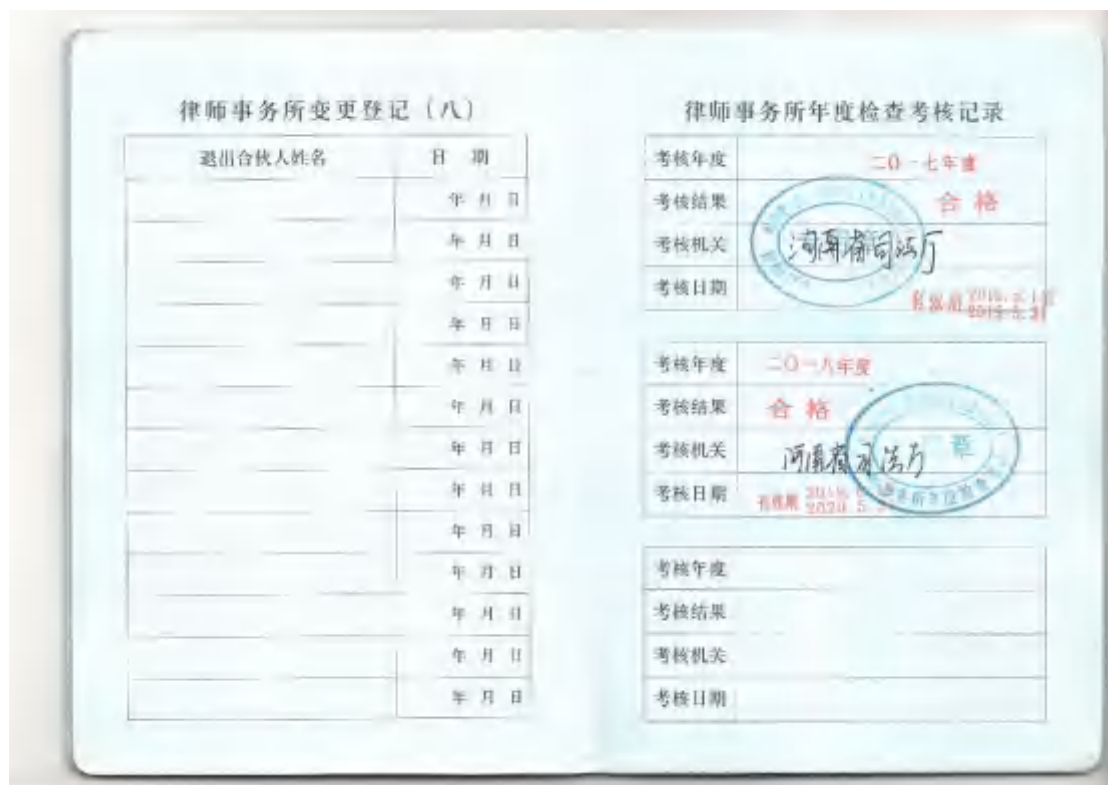 律师事务所变更登记（八）
退出合伙人姓名 日 期
年 月 日
年 月 日
年 月 日
年 月 日
年 月 日
年 月 日
年 月 日
年 月 日
年 月 日
年 月 日
年 月 日
年 月 日
年 月 日
律师事务所年度检查考核记录
考核年度 二〇一七年度
考核结果 合格
考核机关 河南省司法厅
考核日期
考核年度 二〇一八年度
考核结果 合格
考核机关 河南省司法厅
考核日期 有效期
考核年度
考核结果
考核机关
考核日期